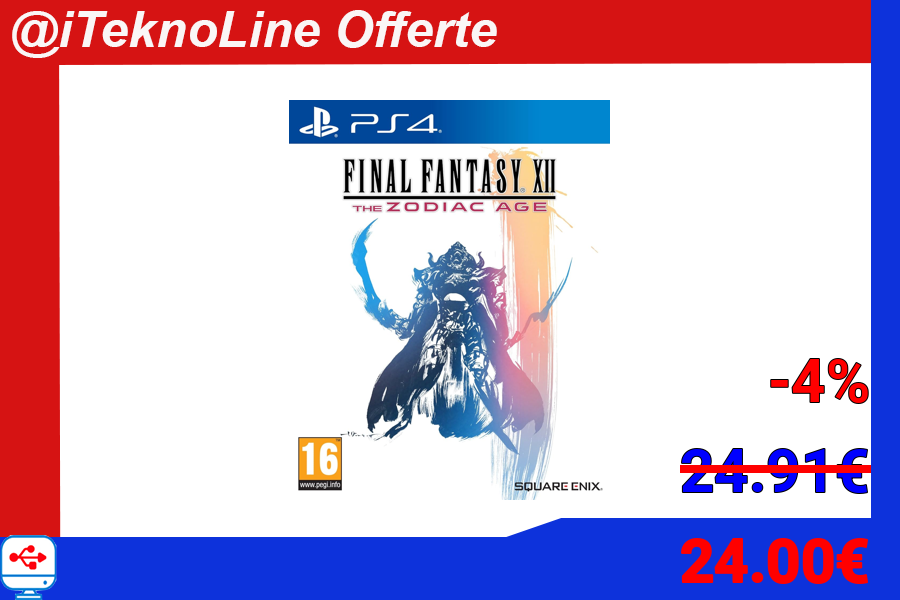 @iTeknoLine Offerte
PS4
FINAL FANTASY XII
THE ZODIAC AGE
-4%
24.91€
16
www.pegi.info
SQUARE ENIX
24.00€